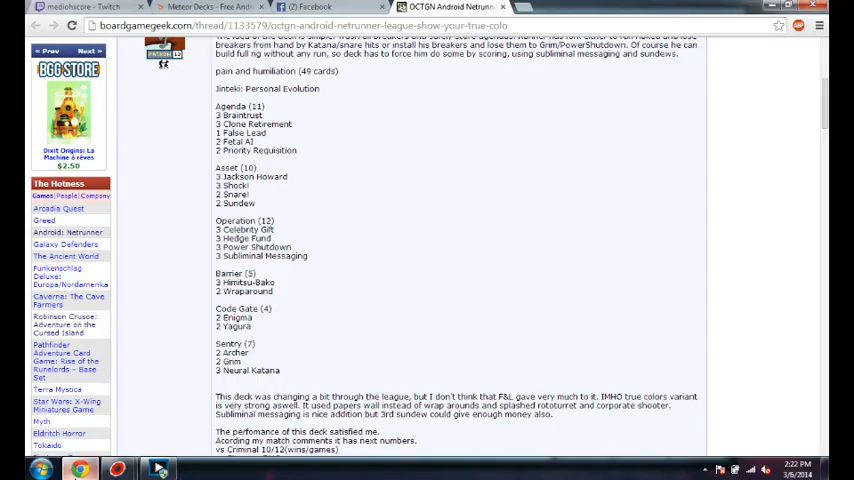 mediohxcore - Twitch
Meteor Decks - Free Andr
Facebook
OCTGN Android Netrunn
boardgamegeek.com/thread/1133579/octgn-android-netrunner-league-show-your-true-colo
ABP
« Prev Next »
BGG STORE
Dixit Origins: La
Machine à rêves
$2.50
The Hotness
Games|People|Company
Arcadia Quest
Greed
Android: Netrunner
Galaxy Defenders
The Ancient World
Funkenschlag
Deluxe:
Europa/Nordamerika
Caverna: The Cave
Farmers
Robinson Crusoe:
Adventure on the
Cursed Island
Pathfinder
Adventure Card
Game: Rise of the
Runelords – Base
Set
Terra Mystica
Star Wars: X-Wing
Miniatures Game
Myth
Eldritch Horror
Tokaido
breakers from hand by Katana/snare hits or install his breakers and lose them to Grim/PowerShutdown. Of course he can
build full rig without any run, so deck has to force him do some by scoring, using subliminal messaging and sundews.
pain and humiliation (49 cards)
Jinteki: Personal Evolution
Agenda (11)
3 Braintrust
3 Clone Retirement
1 False Lead
2 Fetal AI
2 Priority Requisition
Asset (10)
3 Jackson Howard
3 Shock!
2 Snare!
2 Sundew
Operation (12)
3 Celebrity Gift
3 Hedge Fund
3 Power Shutdown
3 Subliminal Messaging
Barrier (5)
3 Himitsu-Bako
2 Wraparound
Code Gate (4)
2 Enigma
2 Yagura
Sentry (7)
2 Archer
2 Grim
3 Neural Katana
This deck was changing a bit through the league, but I don't think that F&L gave very much to it. IMHO true colors variant
is very strong aswell. It used papers wall instead of wrap arounds and splashed rototurret and corporate shooter.
Subliminal messaging is nice addition but 3rd sundew could give enough money also.
The perfomance of this deck satisfied me.
Acording my match comments it has next numbers.
vs Criminal 10/12(wins/games)
2:22 PM
3/6/2014